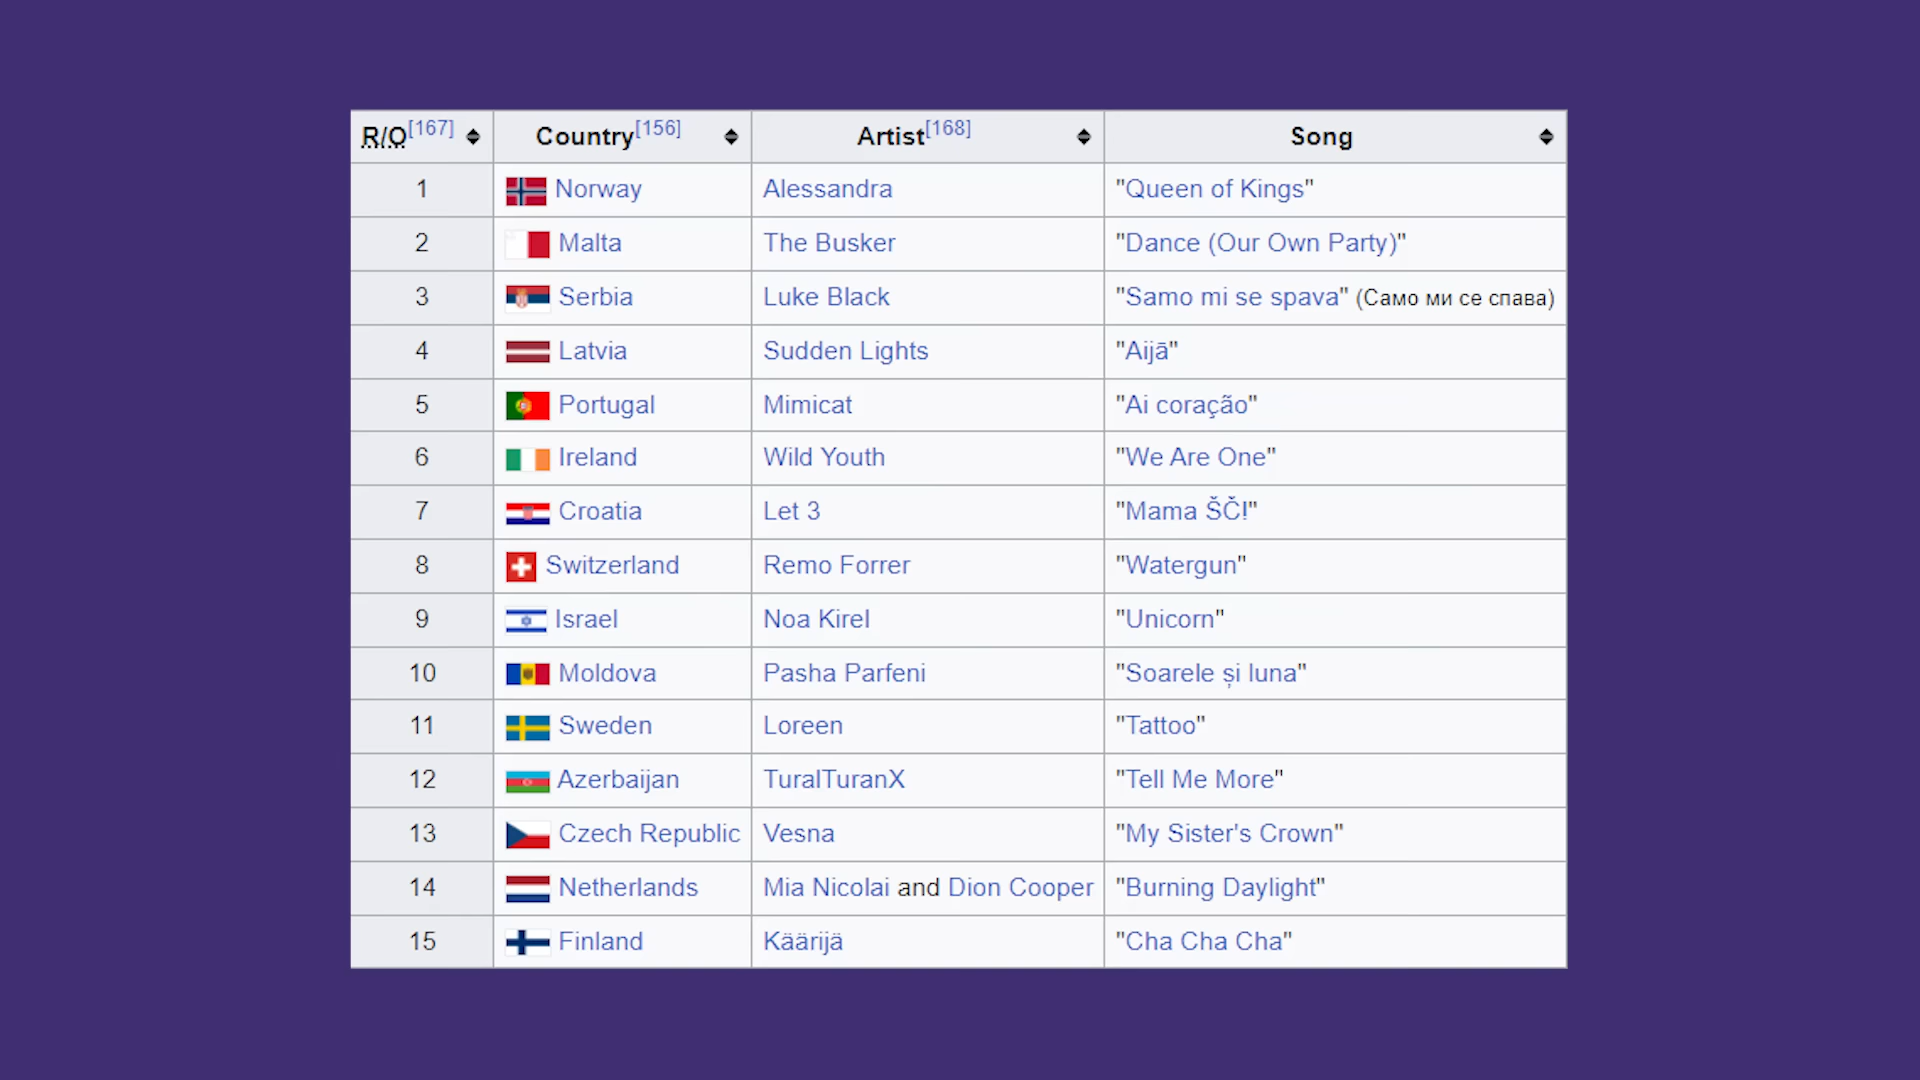 R/O[167] Country[156] Artist[168] Song
1 Norway Alessandra "Queen of Kings"
2 Malta The Busker "Dance (Our Own Party)"
3 Serbia Luke Black "Samo mi se spava" (Само ми се спава)
4 Latvia Sudden Lights "Aijā"
5 Portugal Mimicat "Ai coração"
6 Ireland Wild Youth "We Are One"
7 Croatia Let 3 "Mama ŠČ!"
8 Switzerland Remo Forrer "Watergun"
9 Israel Noa Kirel "Unicorn"
10 Moldova Pasha Parfeni "Soarele și luna"
11 Sweden Loreen "Tattoo"
12 Azerbaijan TuralTuranX "Tell Me More"
13 Czech Republic Vesna "My Sister's Crown"
14 Netherlands Mia Nicolai and Dion Cooper "Burning Daylight"
15 Finland Käärijä "Cha Cha Cha"